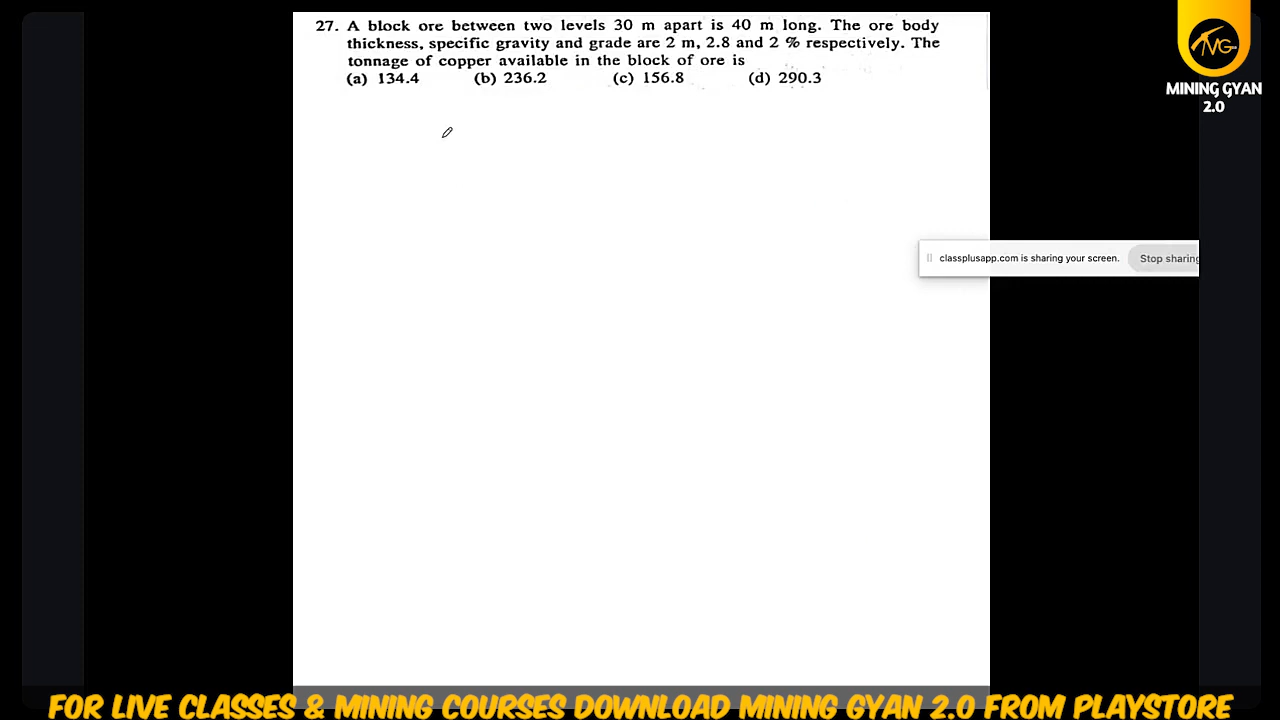 27. A block ore between two levels 30 m apart is 40 m long. The ore body
thickness, specific gravity and grade are 2 m, 2.8 and 2 % respectively. The
tonnage of copper available in the block of ore is
(a) 134.4 (b) 236.2 (c) 156.8 (d) 290.3
MG
MINING GYAN
2.0
classplusapp.com is sharing your screen. Stop sharing
FOR LIVE CLASSES & MINING COURSES DOWNLOAD MINING GYAN 2.0 FROM PLAYSTORE